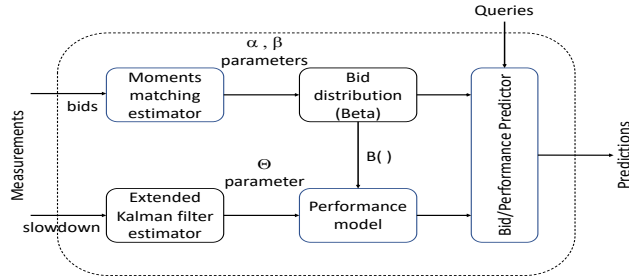 Queries
α , β
parameters
Moments
matching
estimator
Bid
distribution
(Beta)
bids
Measurements
B( )
Θ
parameter
Extended
Kalman filter
estimator
Performance
model
slowdown
Bid/Performance Predictor
Predictions